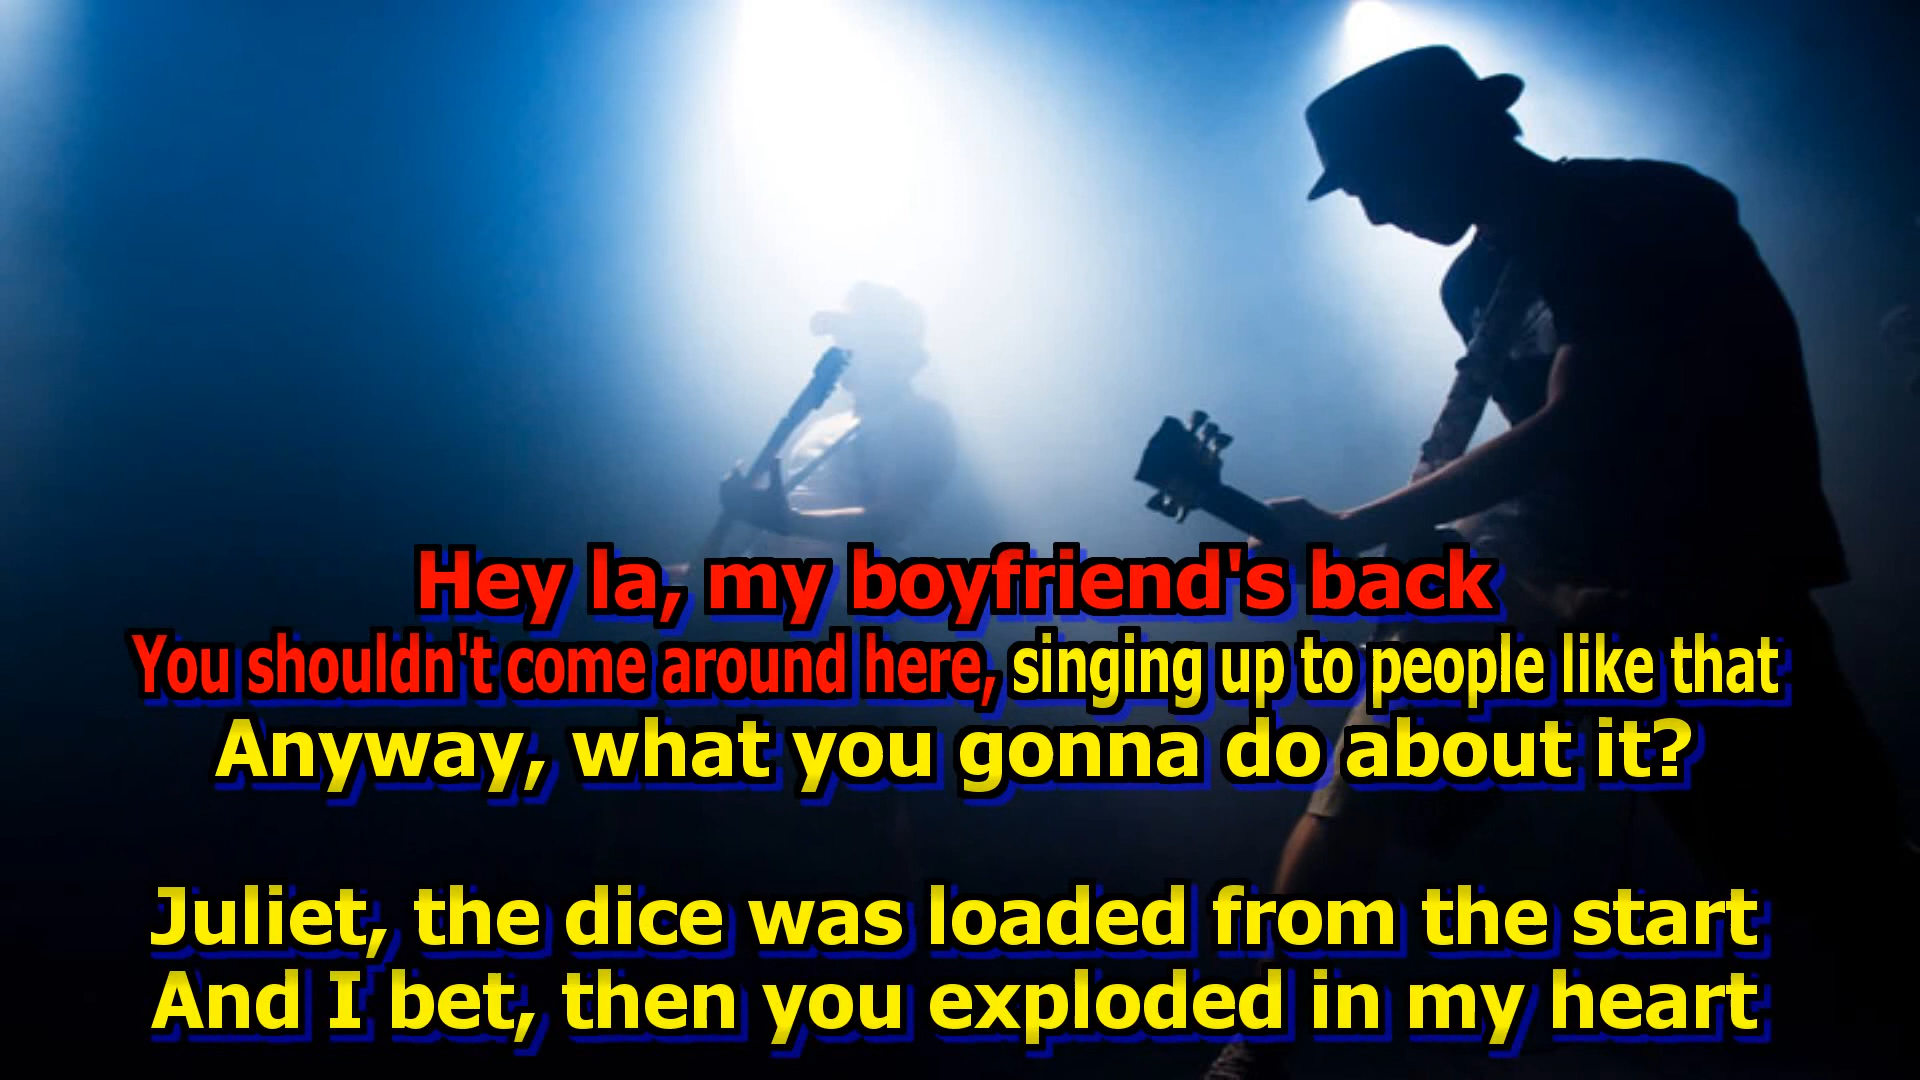 Hey la, my boyfriend's back
You shouldn't come around here, singing up to people like that
Anyway, what you gonna do about it?
Juliet, the dice was loaded from the start
And I bet, then you exploded in my heart